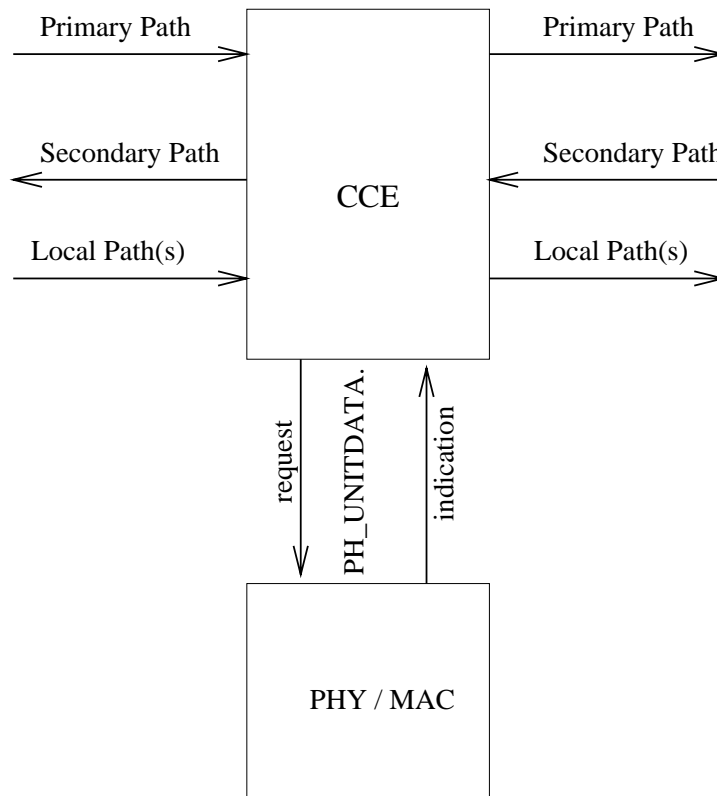 Primary Path
Primary Path
Secondary Path
Secondary Path
CCE
Local Path(s)
Local Path(s)
request
PH_UNITDATA.
indication
PHY / MAC